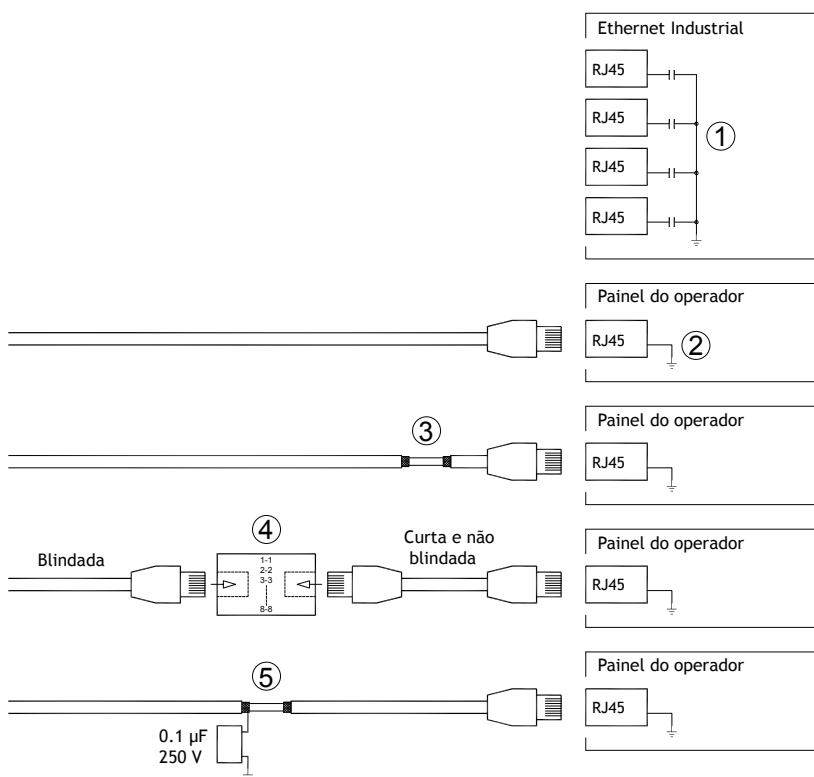 Ethernet Industrial
RJ45
RJ45
1
RJ45
RJ45
Painel do operador
RJ45
2
Painel do operador
3
RJ45
Painel do operador
4
Curta e não
blindada
Blindada
1-1
2-2
3-3
8-8
RJ45
Painel do operador
5
RJ45
0.1 µF
250 V